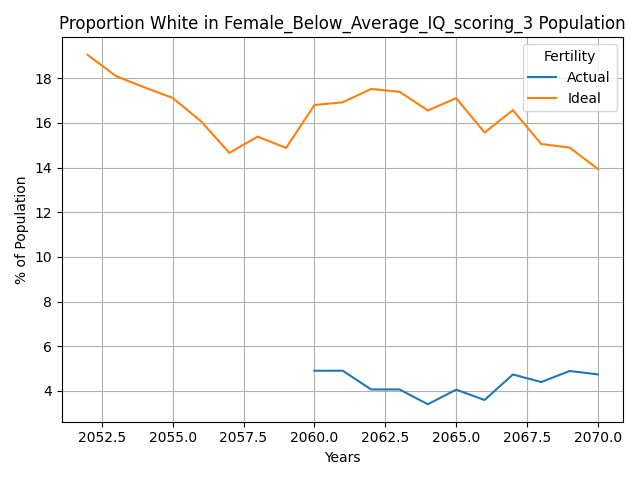 Proportion White in Female_Below_Average_IQ_scoring_3 Population
Fertility
Actual
Ideal
% of Population
18
16
14
12
10
8
6
4
2052.5 2055.0 2057.5 2060.0 2062.5 2065.0 2067.5 2070.0
Years